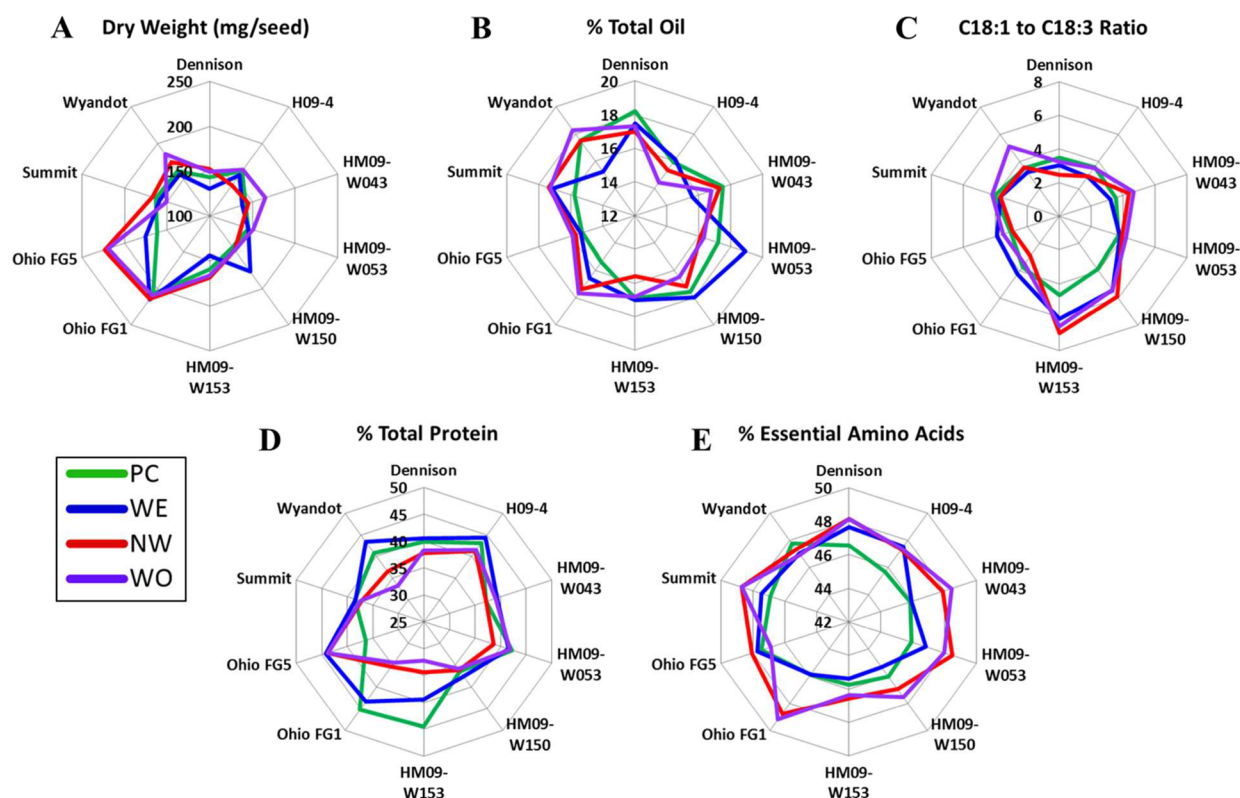 A Dry Weight (mg/seed)
Dennison
H09-4
HM09-
W043
HM09-
W053
HM09-
W150
HM09-
W153
Ohio FG1
Ohio FG5
Summit
Wyandot
250
200
150
100
B % Total Oil
Dennison
H09-4
HM09-
W043
HM09-
W053
HM09-
W150
HM09-
W153
Ohio FG1
Ohio FG5
Summit
Wyandot
20
18
16
14
12
C C18:1 to C18:3 Ratio
Dennison
H09-4
HM09-
W043
HM09-
W053
HM09-
W150
HM09-
W153
Ohio FG1
Ohio FG5
Summit
Wyandot
8
6
4
2
0
PC
WE
NW
WO
D % Total Protein
Dennison
H09-4
HM09-
W043
HM09-
W053
HM09-
W150
HM09-
W153
Ohio FG1
Ohio FG5
Summit
Wyandot
50
45
40
35
30
25
E % Essential Amino Acids
Dennison
H09-4
HM09-
W043
HM09-
W053
HM09-
W150
HM09-
W153
Ohio FG1
Ohio FG5
Summit
Wyandot
50
48
46
44
42